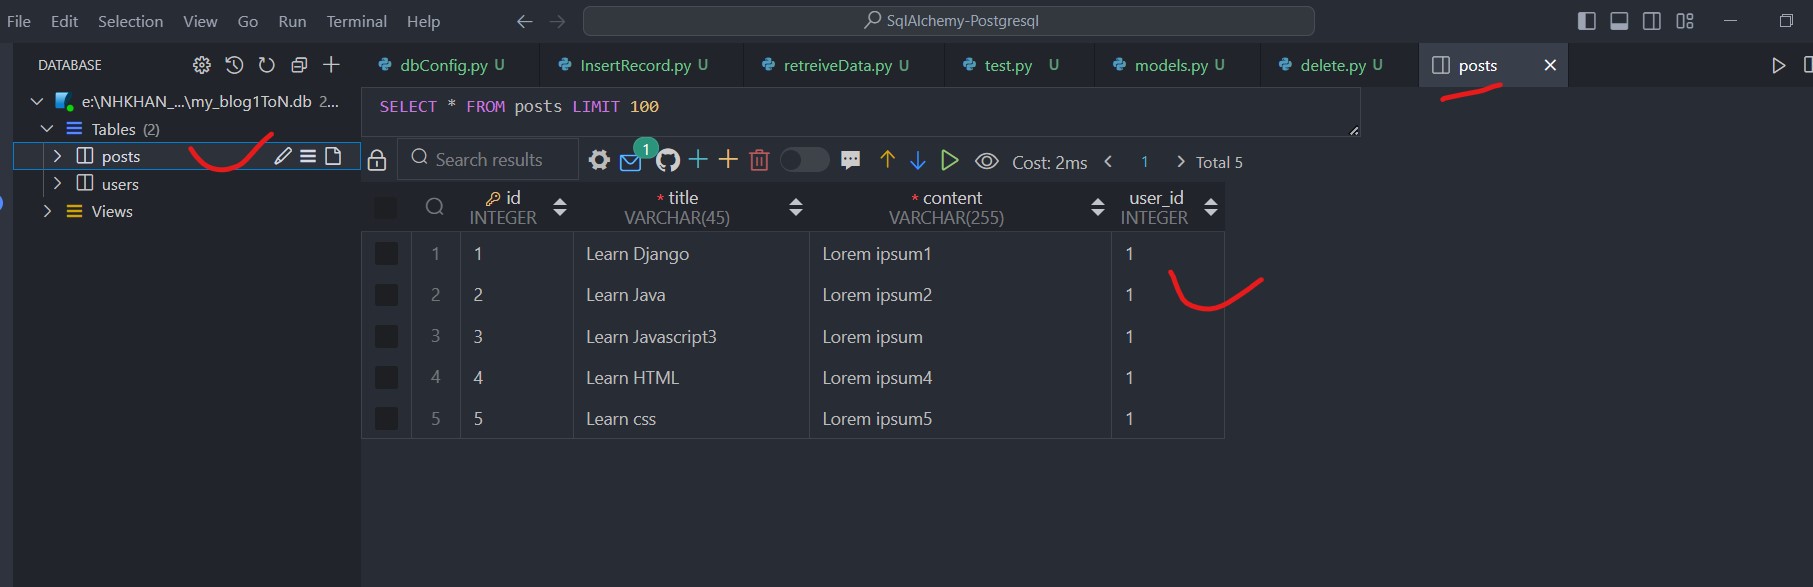 File Edit Selection View Go Run Terminal Help SqlAlchemy-Postgresql
DATABASE
e:\NHKHAN_...\my_blog1ToN.db 2...
Tables (2)
posts
users
Views
dbConfig.py U InsertRecord.py U retreiveData.py U test.py U models.py U delete.py U posts
SELECT * FROM posts LIMIT 100
Search results 1 Cost: 2ms 1 Total 5
id * title * content user_id
INTEGER VARCHAR(45) VARCHAR(255) INTEGER
1 1 Learn Django Lorem ipsum1 1
2 2 Learn Java Lorem ipsum2 1
3 3 Learn Javascript3 Lorem ipsum 1
4 4 Learn HTML Lorem ipsum4 1
5 5 Learn css Lorem ipsum5 1